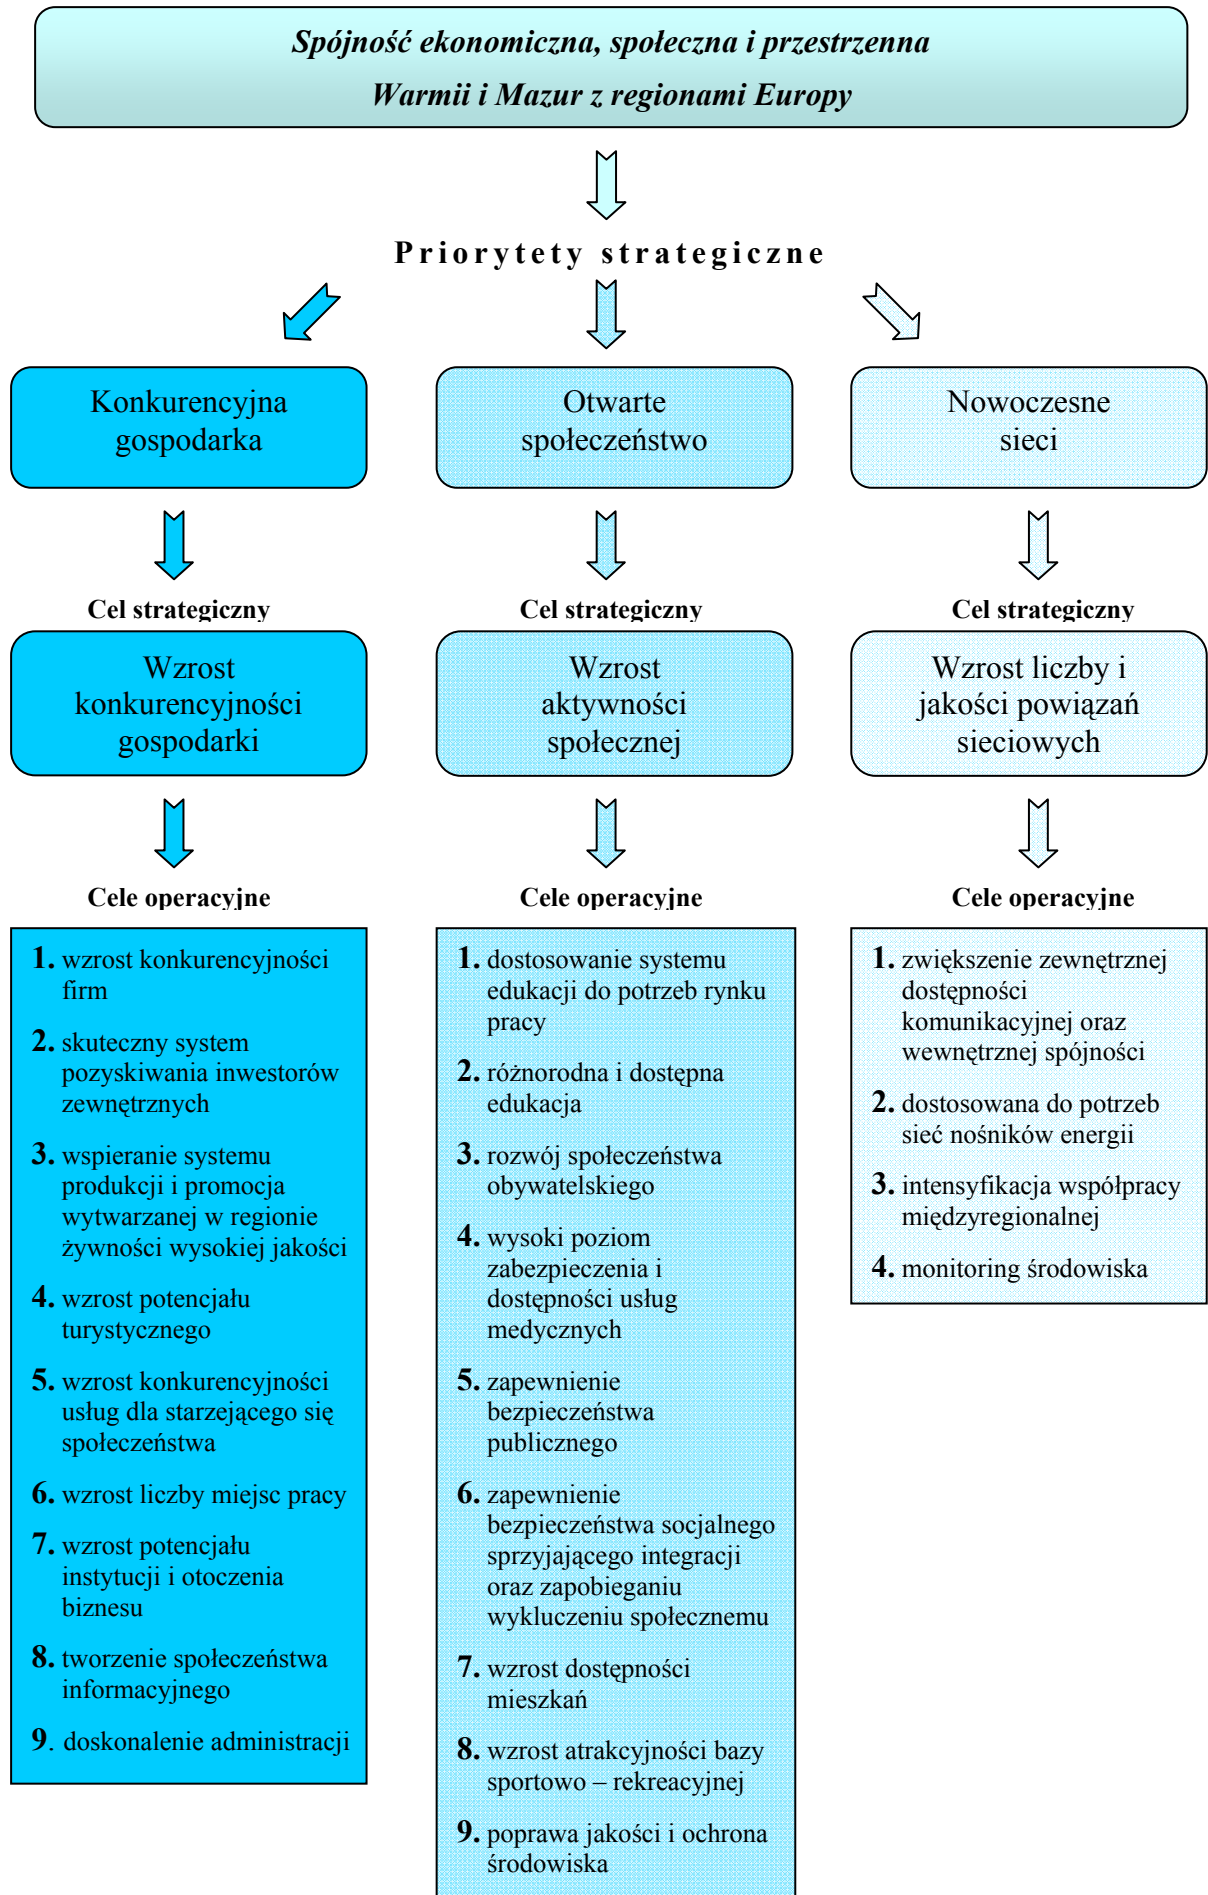 Spójność ekonomiczna, społeczna i przestrzenna
Warmii i Mazur z regionami Europy
Priorytety strategiczne
Konkurencyjna
gospodarka
Otwarte
społeczeństwo
Nowoczesne
sieci
Cel strategiczny
Cel strategiczny
Cel strategiczny
Wzrost
konkurencyjności
gospodarki
Wzrost
aktywności
społecznej
Wzrost liczby i
jakości powiązań
sieciowych
Cele operacyjne
Cele operacyjne
Cele operacyjne
1. wzrost konkurencyjności
firm
2. skuteczny system
pozyskiwania inwestorów
zewnętrznych
3. wspieranie systemu
produkcji i promocja
wytwarzanej w regionie
żywności wysokiej jakości
4. wzrost potencjału
turystycznego
5. wzrost konkurencyjności
usług dla starzejącego się
społeczeństwa
6. wzrost liczby miejsc pracy
7. wzrost potencjału
instytucji i otoczenia
biznesu
8. tworzenie społeczeństwa
informacyjnego
9. doskonalenie administracji
1. dostosowanie systemu
edukacji do potrzeb rynku
pracy
2. różnorodna i dostępna
edukacja
3. rozwój społeczeństwa
obywatelskiego
4. wysoki poziom
zabezpieczenia i
dostępności usług
medycznych
5. zapewnienie
bezpieczeństwa
publicznego
6. zapewnienie
bezpieczeństwa socjalnego
sprzyjającego integracji
oraz zapobieganiu
wykluczeniu społecznemu
7. wzrost dostępności
mieszkań
8. wzrost atrakcyjności bazy
sportowo – rekreacyjnej
9. poprawa jakości i ochrona
środowiska
1. zwiększenie zewnętrznej
dostępności
komunikacyjnej oraz
wewnętrznej spójności
2. dostosowana do potrzeb
sieć nośników energii
3. intensyfikacja współpracy
międzyregionalnej
4. monitoring środowiska